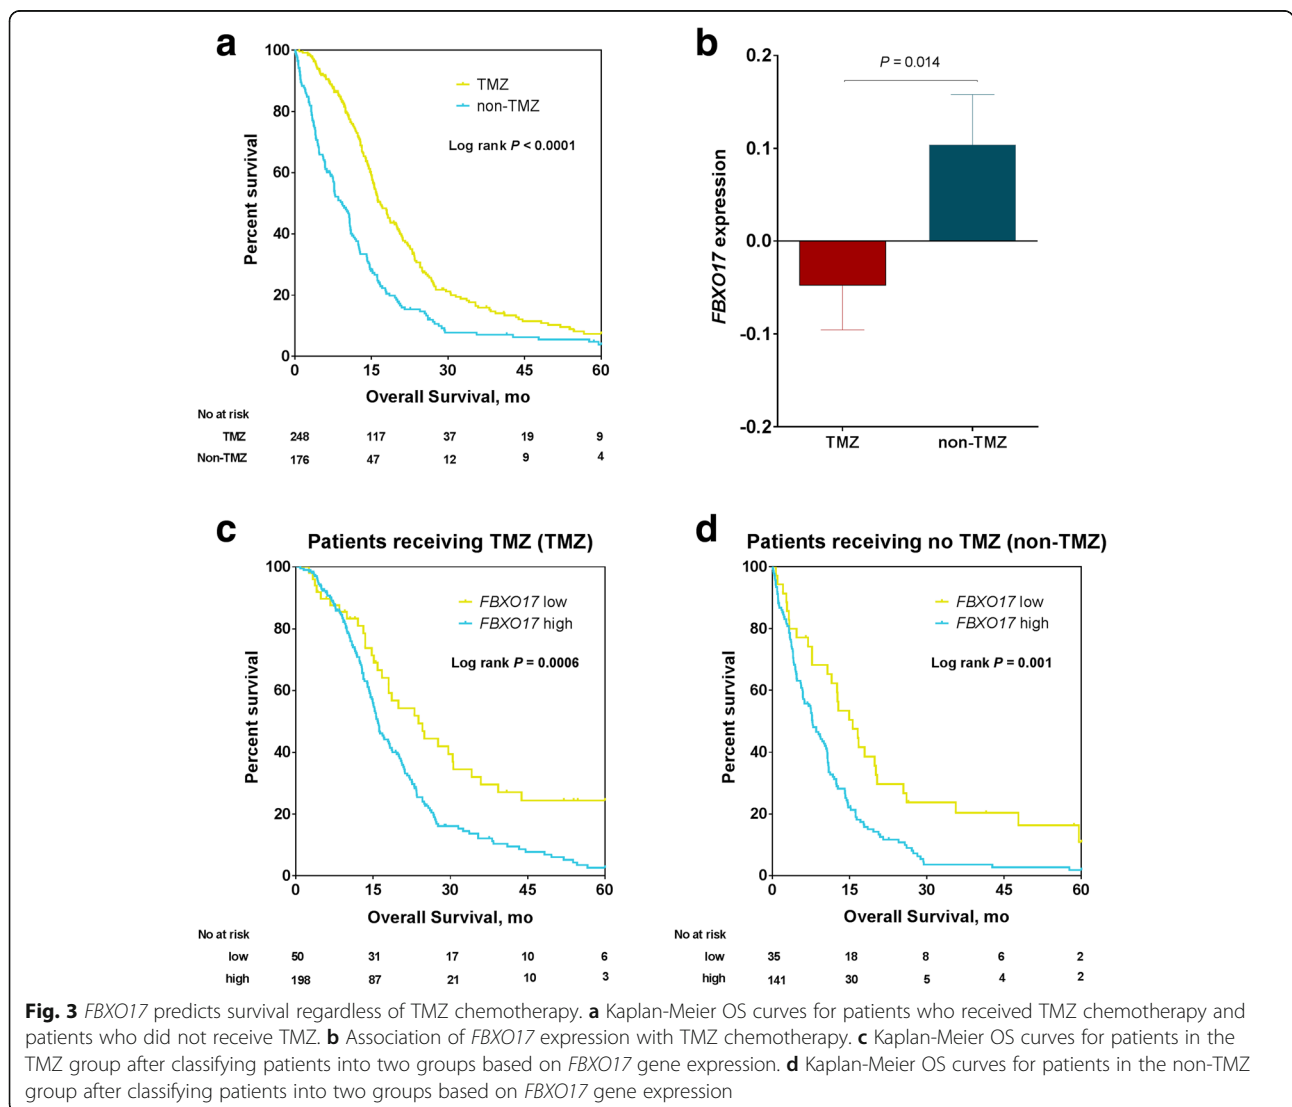 a
100
80
60
40
20
0
Percent survival
TMZ
non-TMZ
Log rank P < 0.0001
0 15 30 45 60
Overall Survival, mo
No at risk
TMZ 248 117 37 19 9
Non-TMZ 176 47 12 9 4
b
0.2
0.1
0.0
-0.1
-0.2
FBXO17 expression
P = 0.014
TMZ non-TMZ
c
Patients receiving TMZ (TMZ)
100
80
60
40
20
0
Percent survival
FBXO17 low
FBXO17 high
Log rank P = 0.0006
0 15 30 45 60
Overall Survival, mo
No at risk
low 50 31 17 10 6
high 198 87 21 10 3
d
Patients receiving no TMZ (non-TMZ)
100
80
60
40
20
0
Percent survival
FBXO17 low
FBXO17 high
Log rank P = 0.001
0 15 30 45 60
Overall Survival, mo
No at risk
low 35 18 8 6 2
high 141 30 5 4 2
Fig. 3 FBXO17 predicts survival regardless of TMZ chemotherapy. a Kaplan-Meier OS curves for patients who received TMZ chemotherapy and
patients who did not receive TMZ. b Association of FBXO17 expression with TMZ chemotherapy. c Kaplan-Meier OS curves for patients in the
TMZ group after classifying patients into two groups based on FBXO17 gene expression. d Kaplan-Meier OS curves for patients in the non-TMZ
group after classifying patients into two groups based on FBXO17 gene expression